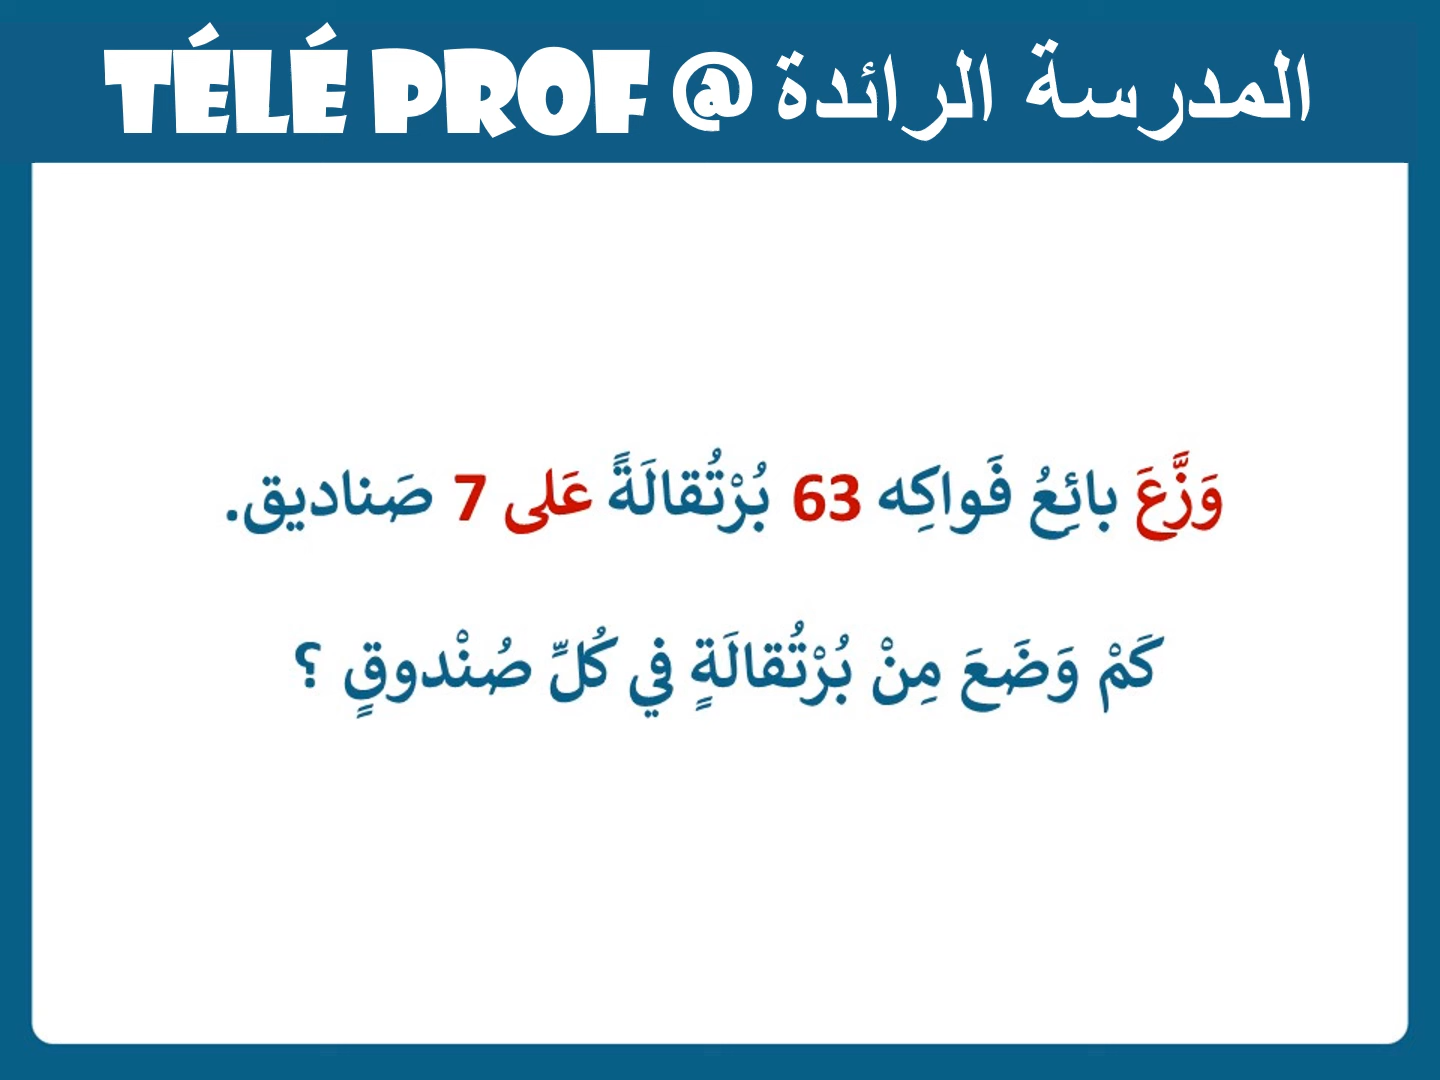 TÉLÉ PROF @ المدرسة الرائدة
وَزَّعَ بائِعُ فَواكِه 63 بُرْتُقالَةً عَلى 7 صَناديق.
كَمْ وَضَعَ مِنْ بُرْتُقالَةٍ في كُلِّ صُنْدوقٍ ؟